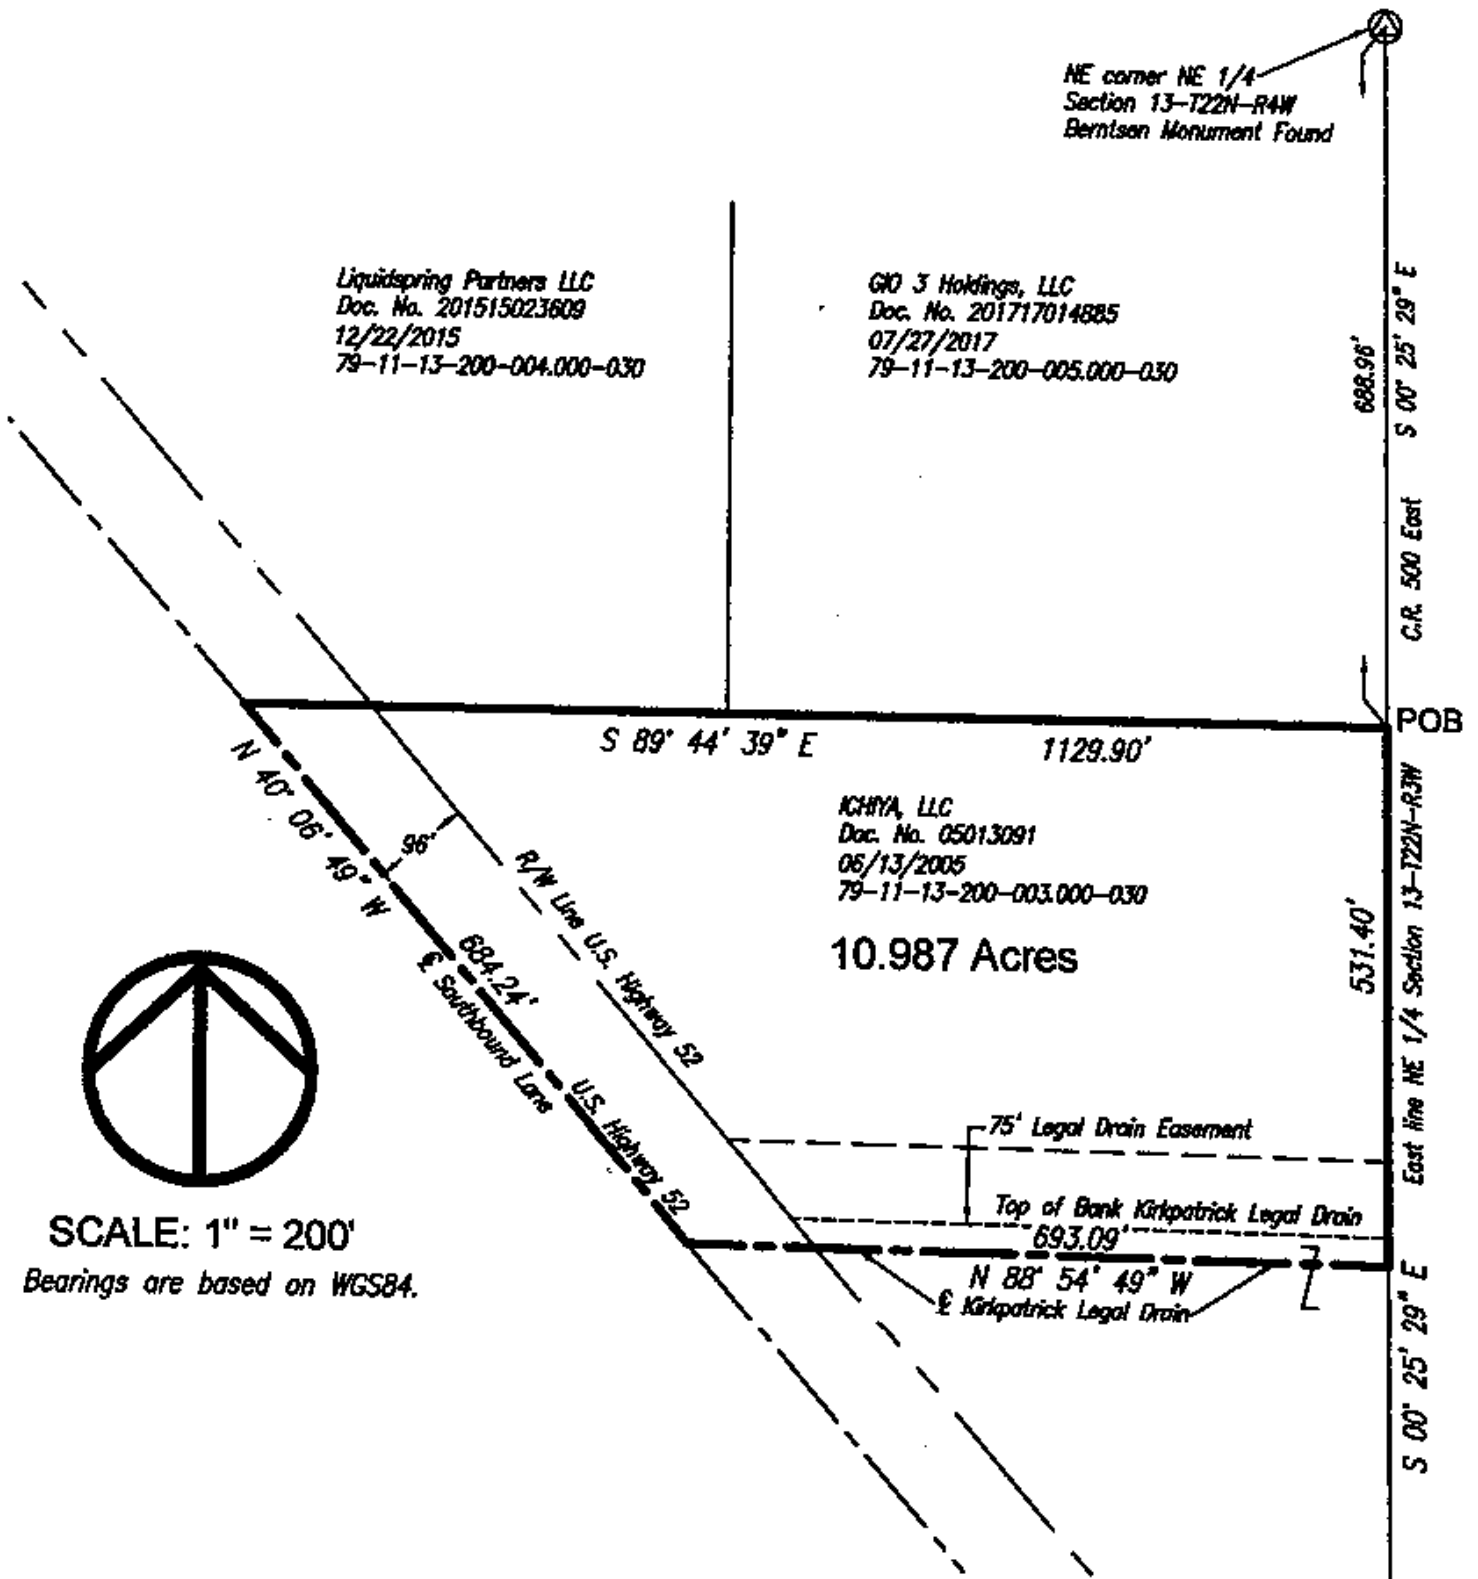 NE corner NE 1/4
Section 13-T22N-R4W
Berntsen Monument Found
Liquidspring Partners LLC
Doc. No. 201515023609
12/22/2015
79-11-13-200-004.000-030
GIO 3 Holdings, LLC
Doc. No. 201717014885
07/27/2017
79-11-13-200-005.000-030
688.96'
S 00° 25' 29" E
C.R. 500 East
POB
S 89° 44' 39" E
1129.90'
N 40° 06' 49" W
684.24'
96'
R/W Line U.S. Highway 52
℄ Southbound Lane
U.S. Highway 52
ICHIYA, LLC
Doc. No. 05013091
06/13/2005
79-11-13-200-003.000-030
10.987 Acres
531.40'
East line NE 1/4 Section 13-T22N-R3W
75' Legal Drain Easement
Top of Bank Kirkpatrick Legal Drain
693.09'
N 88° 54' 49" W
℄ Kirkpatrick Legal Drain
S 00° 25' 29" E
SCALE: 1" = 200'
Bearings are based on WGS84.